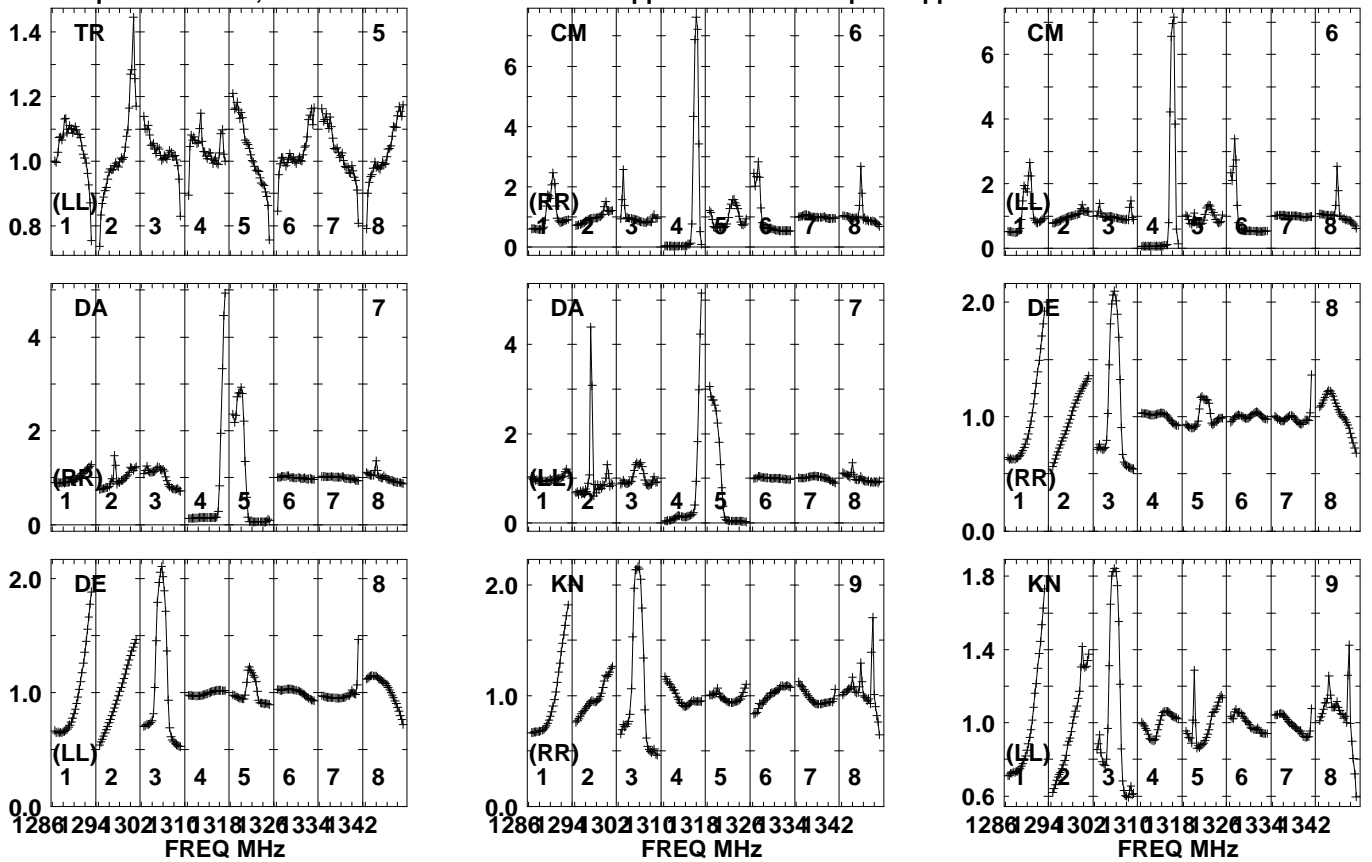 1.4 TR 5
1.2
1.0
(LL)
0.8 1 2 3 4 5 6 7 8
CM 6
6
4
2
(RR)
1 2 3 4 5 6 7 8
0
CM 6
6
4
2
(LL)
1 2 3 4 5 6 7 8
0
DA 7
4
2
(RR)
1 2 3 4 5 6 7 8
0
DA 7
4
2
(LL)
1 2 3 4 5 6 7 8
0
2.0 DE 8
1.0
(RR)
1 2 3 4 5 6 7 8
0.0
2.0 DE 8
1.0
(LL)
1 2 3 4 5 6 7 8
0.0
1286 1294 1302 1310 1318 1326 1334 1342
FREQ MHz
2.0 KN 9
1.0
(RR)
1 2 3 4 5 6 7 8
0.0
1286 1294 1302 1310 1318 1326 1334 1342
FREQ MHz
1.8 KN 9
1.4
1.0
(LL)
1 2 3 4 5 6 7 8
0.6
1286 1294 1302 1310 1318 1326 1334 1342
FREQ MHz